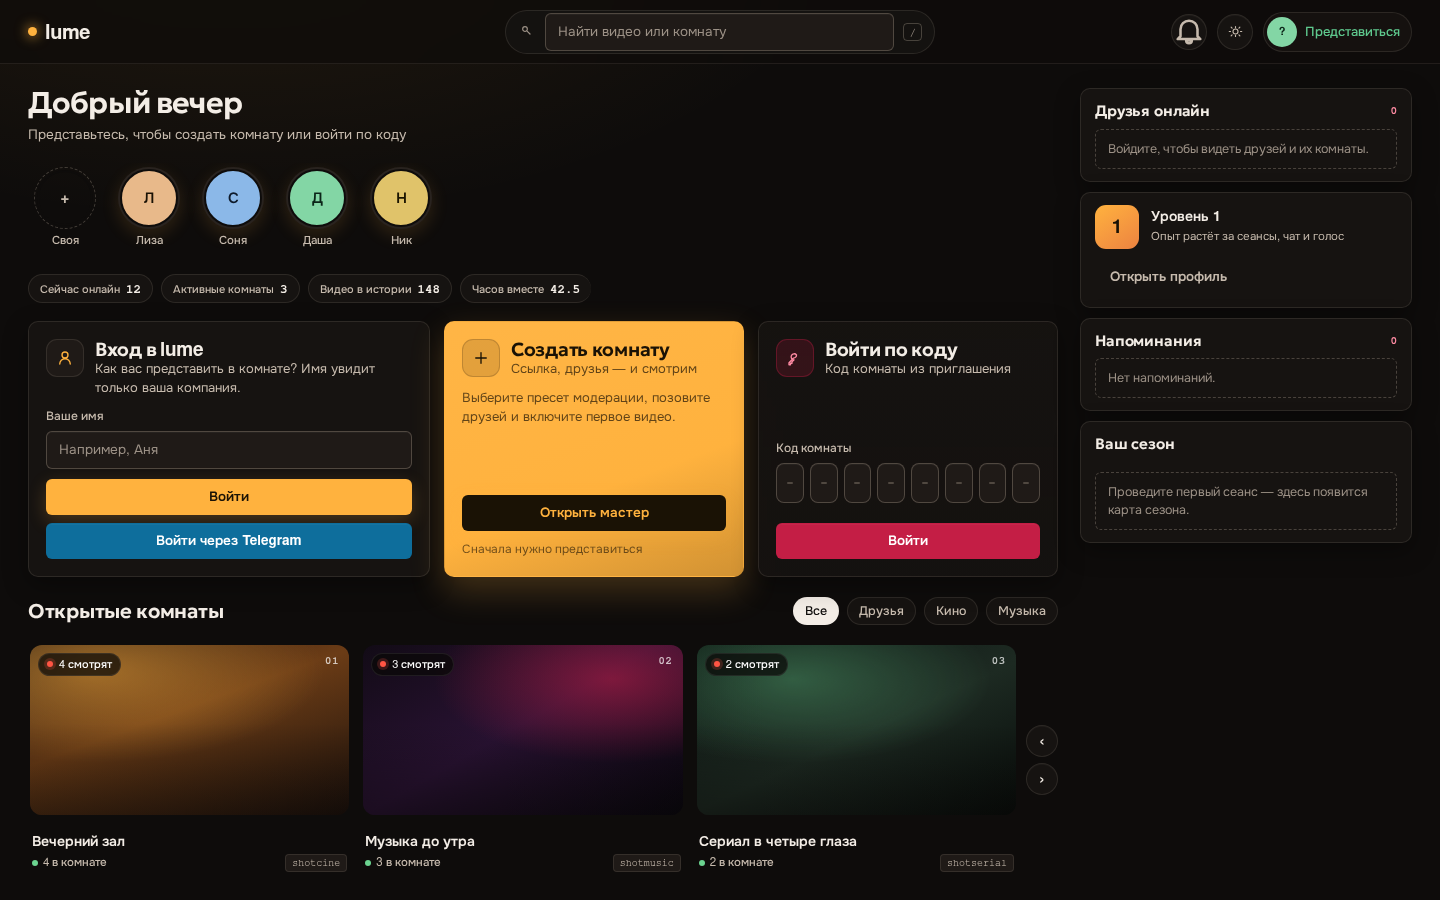 lume
Найти видео или комнату
/
?
Представиться
Добрый вечер
Представьтесь, чтобы создать комнату или войти по коду
+
Своя
Л
Лиза
С
Соня
Д
Даша
Н
Ник
Сейчас онлайн 12
Активные комнаты 3
Видео в истории 148
Часов вместе 42.5
Вход в lume
Как вас представить в комнате? Имя увидит
только ваша компания.
Ваше имя
Например, Аня
Войти
Войти через Telegram
Создать комнату
Ссылка, друзья — и смотрим
Выберите пресет модерации, позовите
друзей и включите первое видео.
Открыть мастер
Сначала нужно представиться
Войти по коду
Код комнаты из приглашения
Код комнаты
– – – – – – – –
Войти
Открытые комнаты
Все
Друзья
Кино
Музыка
4 смотрят
01
Вечерний зал
4 в комнате
shotcine
3 смотрят
02
Музыка до утра
3 в комнате
shotmusic
2 смотрят
03
Сериал в четыре глаза
2 в комнате
shotserial
‹
›
Друзья онлайн
0
Войдите, чтобы видеть друзей и их комнаты.
1
Уровень 1
Опыт растёт за сеансы, чат и голос
Открыть профиль
Напоминания
0
Нет напоминаний.
Ваш сезон
Проведите первый сеанс — здесь появится
карта сезона.